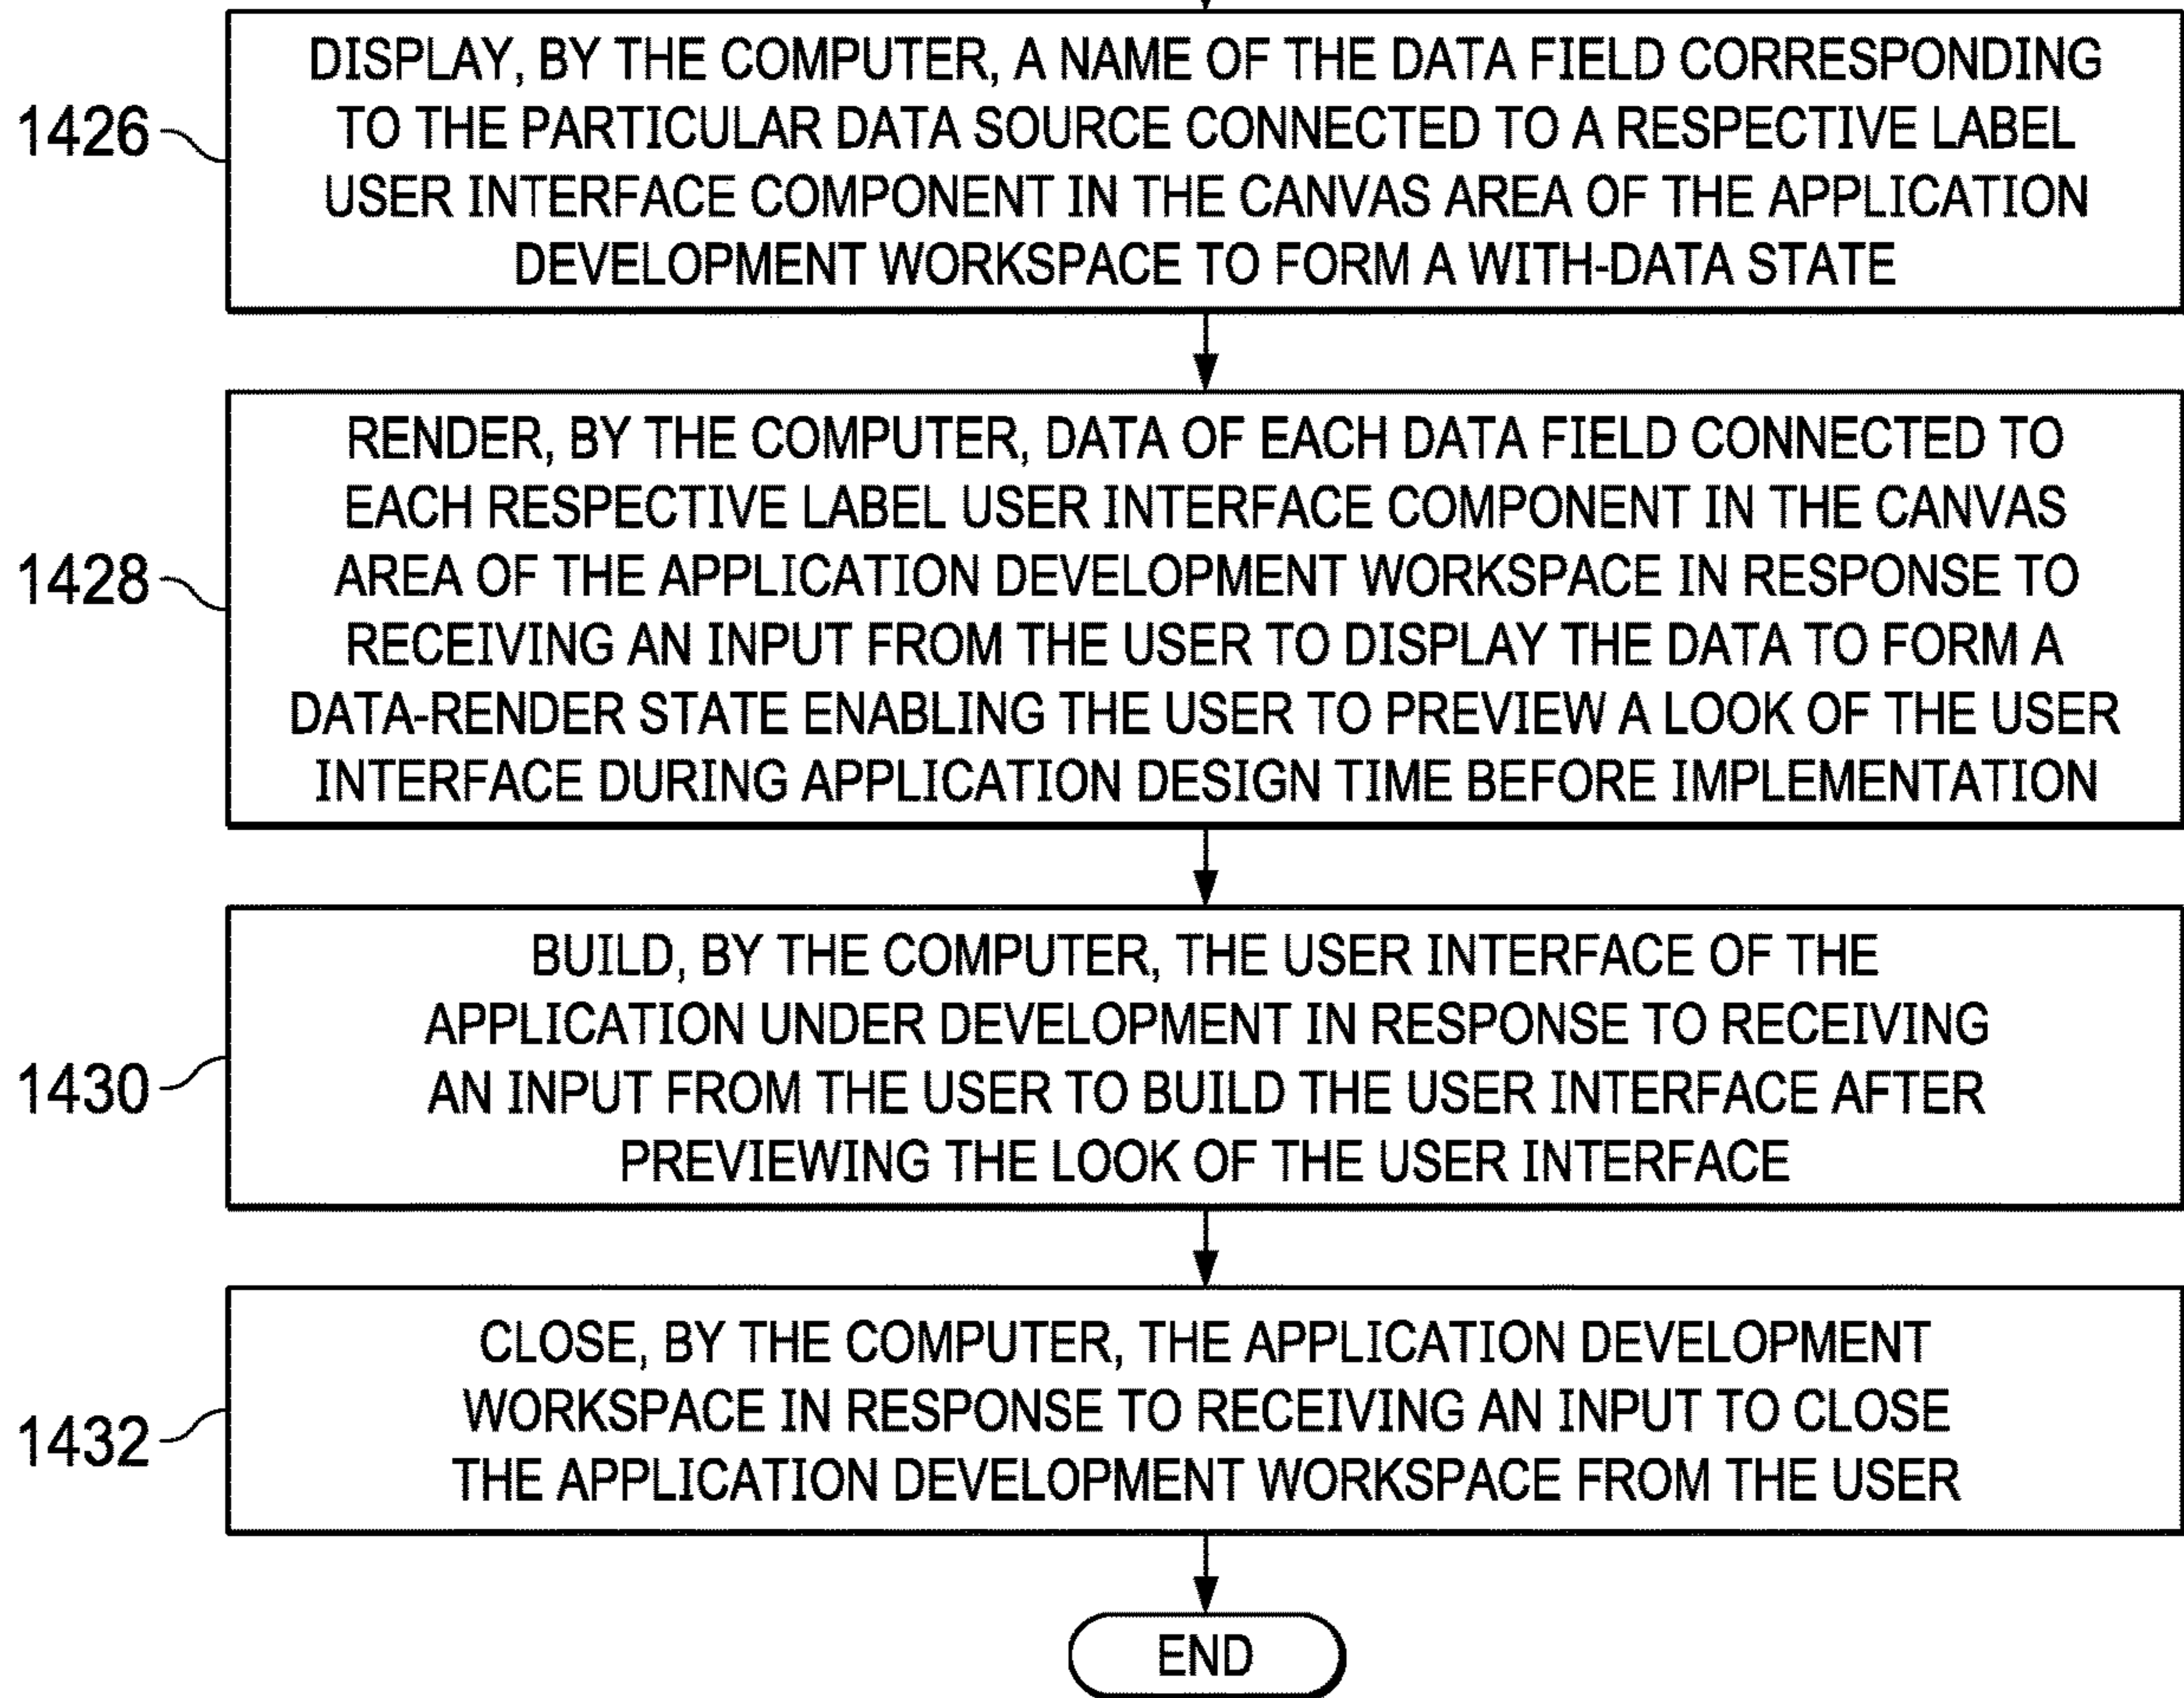 1426
DISPLAY, BY THE COMPUTER, A NAME OF THE DATA FIELD CORRESPONDING
TO THE PARTICULAR DATA SOURCE CONNECTED TO A RESPECTIVE LABEL
USER INTERFACE COMPONENT IN THE CANVAS AREA OF THE APPLICATION
DEVELOPMENT WORKSPACE TO FORM A WITH-DATA STATE
1428
RENDER, BY THE COMPUTER, DATA OF EACH DATA FIELD CONNECTED TO
EACH RESPECTIVE LABEL USER INTERFACE COMPONENT IN THE CANVAS
AREA OF THE APPLICATION DEVELOPMENT WORKSPACE IN RESPONSE TO
RECEIVING AN INPUT FROM THE USER TO DISPLAY THE DATA TO FORM A
DATA-RENDER STATE ENABLING THE USER TO PREVIEW A LOOK OF THE USER
INTERFACE DURING APPLICATION DESIGN TIME BEFORE IMPLEMENTATION
1430
BUILD, BY THE COMPUTER, THE USER INTERFACE OF THE
APPLICATION UNDER DEVELOPMENT IN RESPONSE TO RECEIVING
AN INPUT FROM THE USER TO BUILD THE USER INTERFACE AFTER
PREVIEWING THE LOOK OF THE USER INTERFACE
1432
CLOSE, BY THE COMPUTER, THE APPLICATION DEVELOPMENT
WORKSPACE IN RESPONSE TO RECEIVING AN INPUT TO CLOSE
THE APPLICATION DEVELOPMENT WORKSPACE FROM THE USER
END